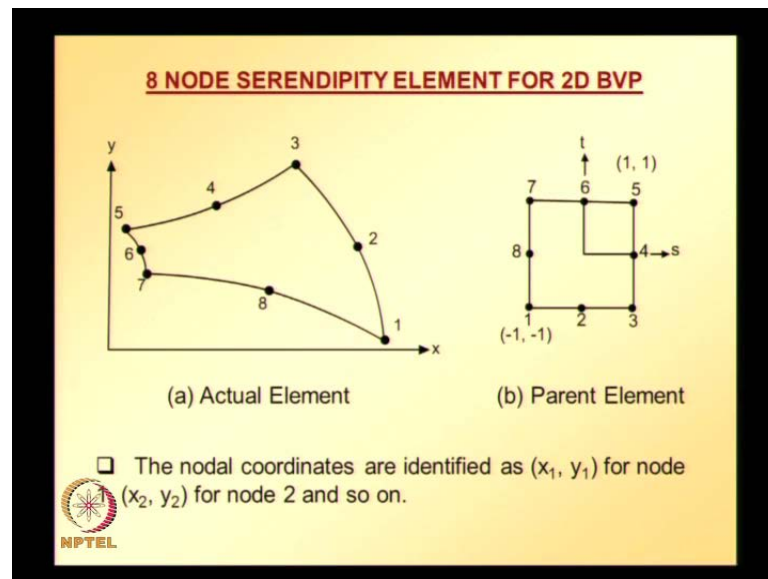 8 NODE SERENDIPITY ELEMENT FOR 2D BVP
y
3
4
5
2
6
7
8
1
x
t
(1, 1)
7 6 5
8 4 s
1 2 3
(-1, -1)
(a) Actual Element
(b) Parent Element
The nodal coordinates are identified as (x₁, y₁) for node
1, (x₂, y₂) for node 2 and so on.
NPTEL